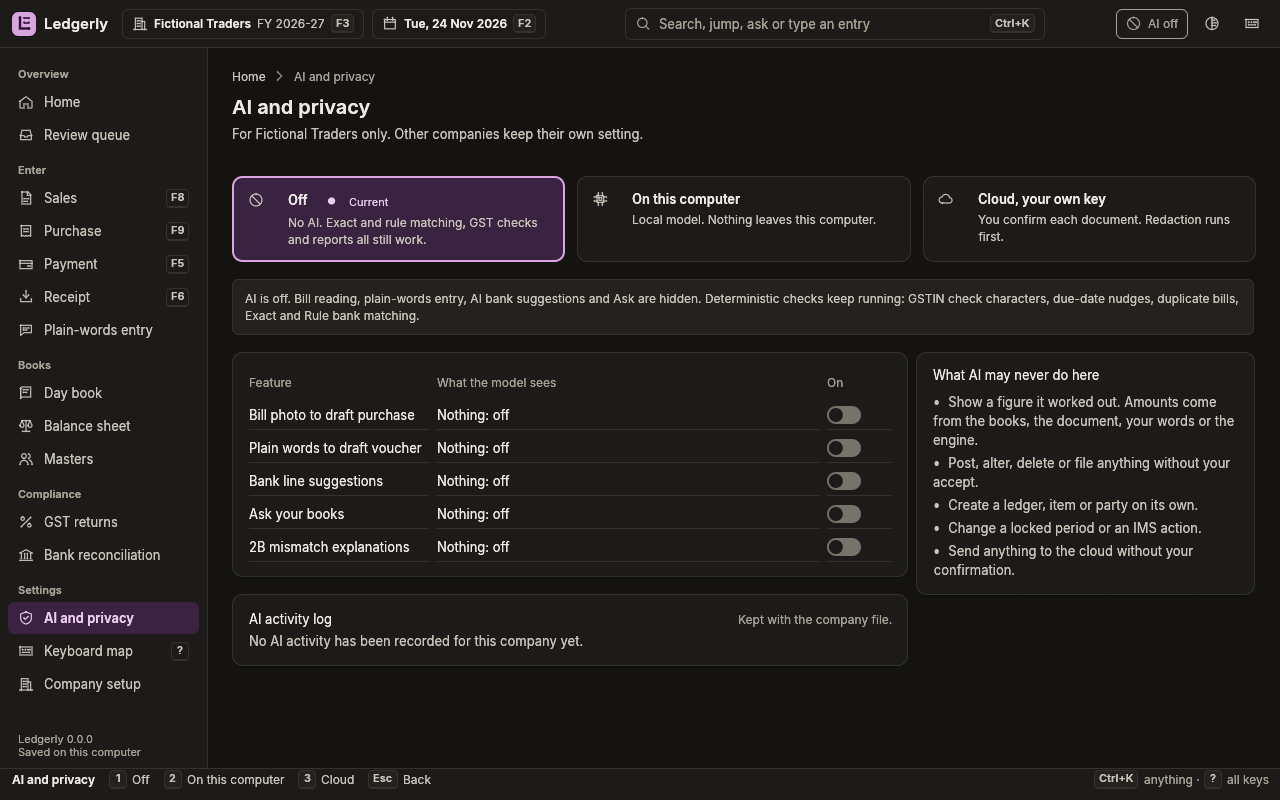 Ledgerly
Fictional Traders FY 2026-27 F3
Tue, 24 Nov 2026 F2
Search, jump, ask or type an entry Ctrl+K
AI off
Overview
Home
Review queue
Enter
Sales F8
Purchase F9
Payment F5
Receipt F6
Plain-words entry
Books
Day book
Balance sheet
Masters
Compliance
GST returns
Bank reconciliation
Settings
AI and privacy
Keyboard map ?
Company setup
Ledgerly 0.0.0
Saved on this computer
Home > AI and privacy
AI and privacy
For Fictional Traders only. Other companies keep their own setting.
Off • Current
No AI. Exact and rule matching, GST checks
and reports all still work.
On this computer
Local model. Nothing leaves this computer.
Cloud, your own key
You confirm each document. Redaction runs
first.
AI is off. Bill reading, plain-words entry, AI bank suggestions and Ask are hidden. Deterministic checks keep running: GSTIN check characters, due-date nudges, duplicate bills,
Exact and Rule bank matching.
Feature What the model sees On
Bill photo to draft purchase Nothing: off
Plain words to draft voucher Nothing: off
Bank line suggestions Nothing: off
Ask your books Nothing: off
2B mismatch explanations Nothing: off
What AI may never do here
• Show a figure it worked out. Amounts come
from the books, the document, your words or the
engine.
• Post, alter, delete or file anything without your
accept.
• Create a ledger, item or party on its own.
• Change a locked period or an IMS action.
• Send anything to the cloud without your
confirmation.
AI activity log Kept with the company file.
No AI activity has been recorded for this company yet.
AI and privacy 1 Off 2 On this computer 3 Cloud Esc Back
Ctrl+K anything · ? all keys